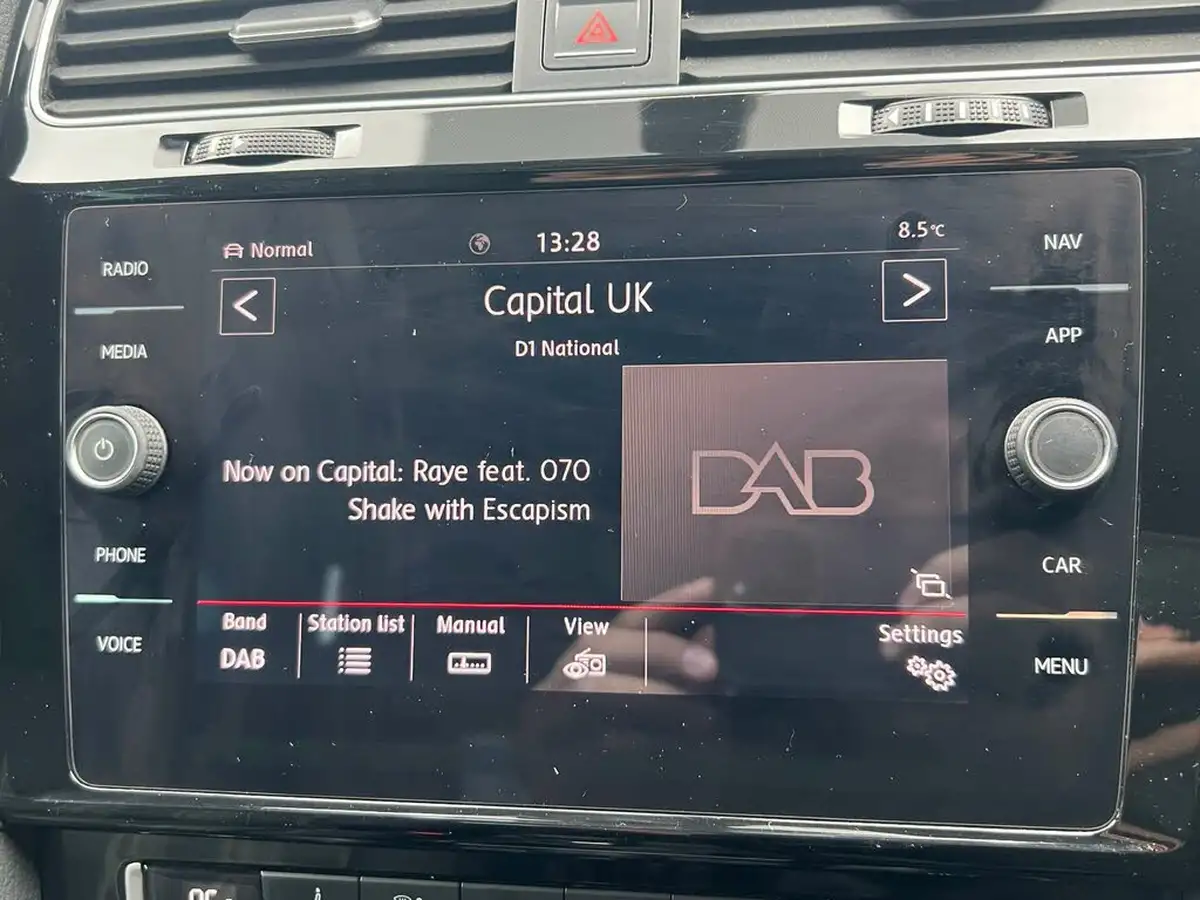 Normal
13:28
8.5°C
RADIO
MEDIA
PHONE
VOICE
<
Capital UK
>
D1 National
Now on Capital: Raye feat. 070
Shake with Escapism
DAB
Band
DAB
Station list
Manual
View
Settings
NAV
APP
CAR
MENU